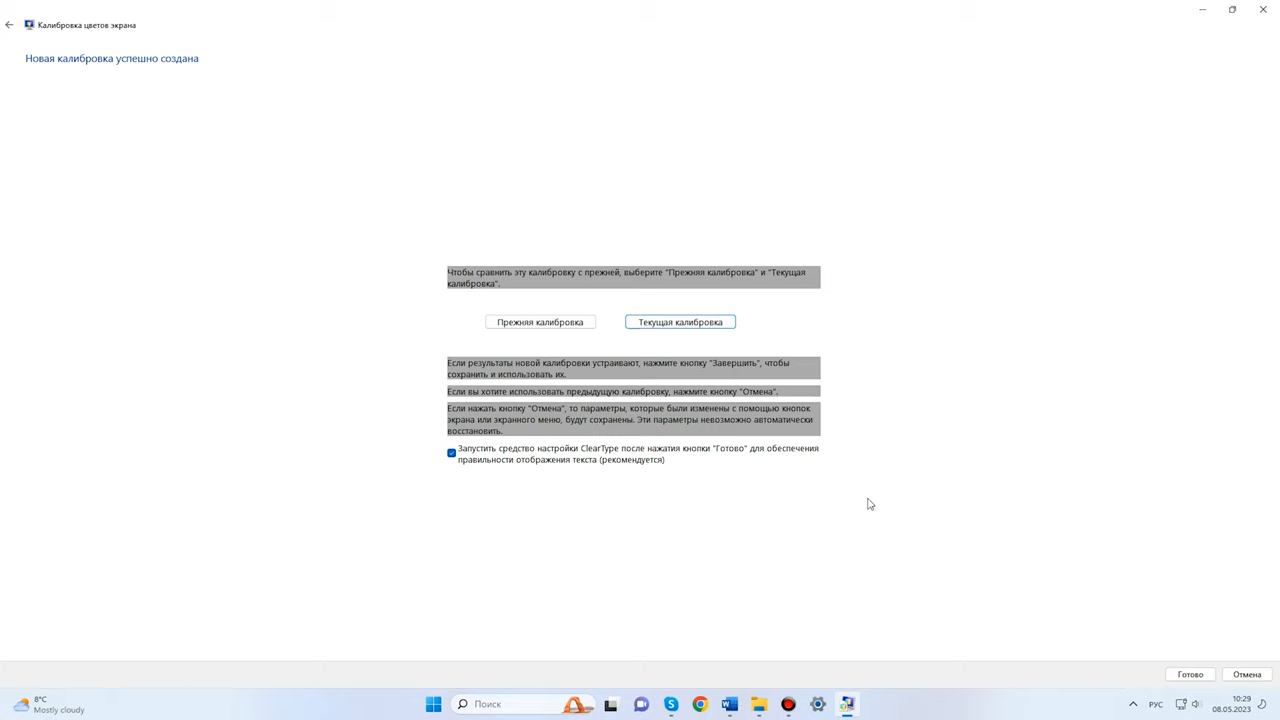 Калибровка цветов экрана
Новая калибровка успешно создана
Чтобы сравнить эту калибровку с прежней, выберите "Прежняя калибровка" и "Текущая
калибровка".
Прежняя калибровка
Текущая калибровка
Если результаты новой калибровки устраивают, нажмите кнопку "Завершить", чтобы
сохранить и использовать их.
Если вы хотите использовать предыдущую калибровку, нажмите кнопку "Отмена".
Если нажать кнопку "Отмена", то параметры, которые были изменены с помощью кнопок
экрана или экранного меню, будут сохранены. Эти параметры невозможно автоматически
восстановить.
Запустить средство настройки ClearType после нажатия кнопки "Готово" для обеспечения
правильности отображения текста (рекомендуется)
Готово
Отмена
8°C
Mostly cloudy
Поиск
РУС
10:29
08.05.2023